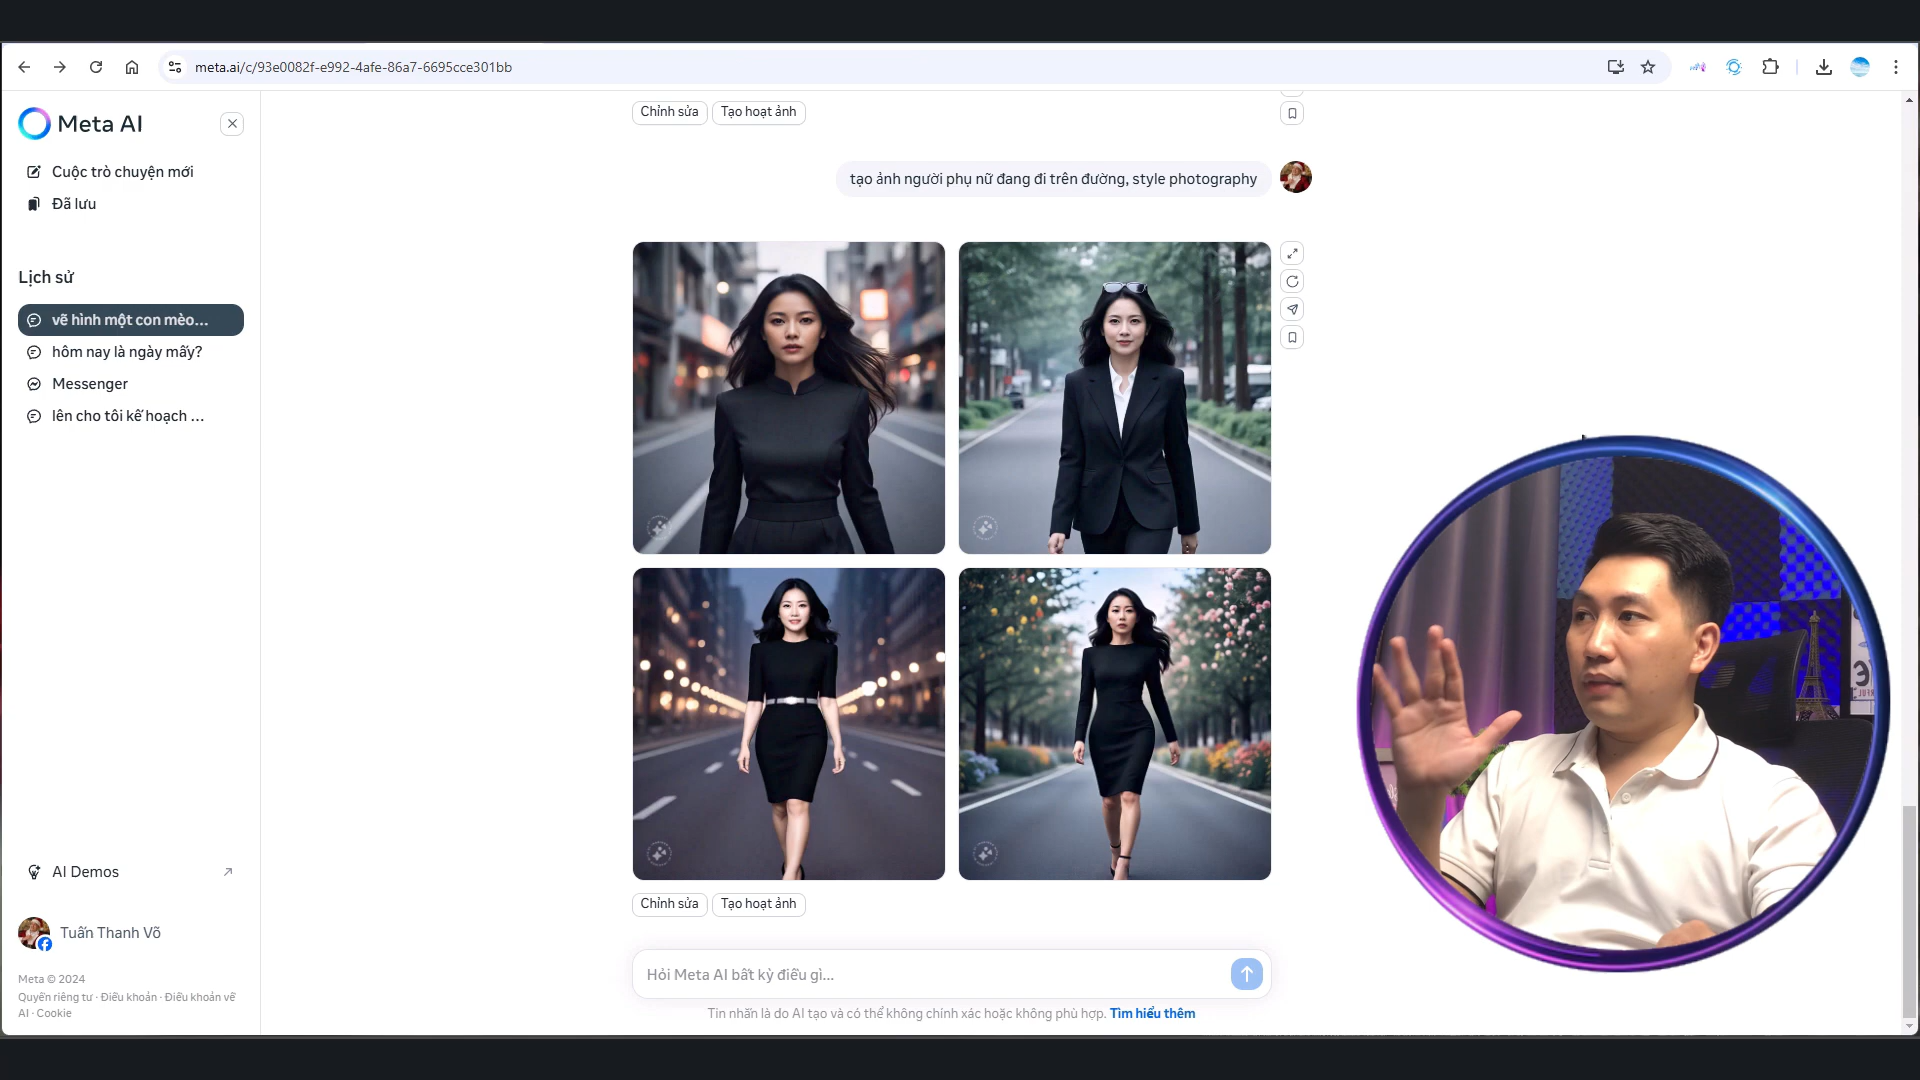 meta.ai/c/93e0082f-e992-4afe-86a7-6695cce301bb
Meta AI
Cuộc trò chuyện mới
Đã lưu
Lịch sử
vẽ hình một con mèo...
hôm nay là ngày mấy?
Messenger
lên cho tôi kế hoạch ...
AI Demos
Tuấn Thanh Võ
Meta © 2024
Quyền riêng tư · Điều khoản · Điều khoản về
AI · Cookie
Chỉnh sửa
Tạo hoạt ảnh
tạo ảnh người phụ nữ đang đi trên đường, style photography
Chỉnh sửa
Tạo hoạt ảnh
Hỏi Meta AI bất kỳ điều gì...
Tin nhắn là do AI tạo và có thể không chính xác hoặc không phù hợp. Tìm hiểu thêm